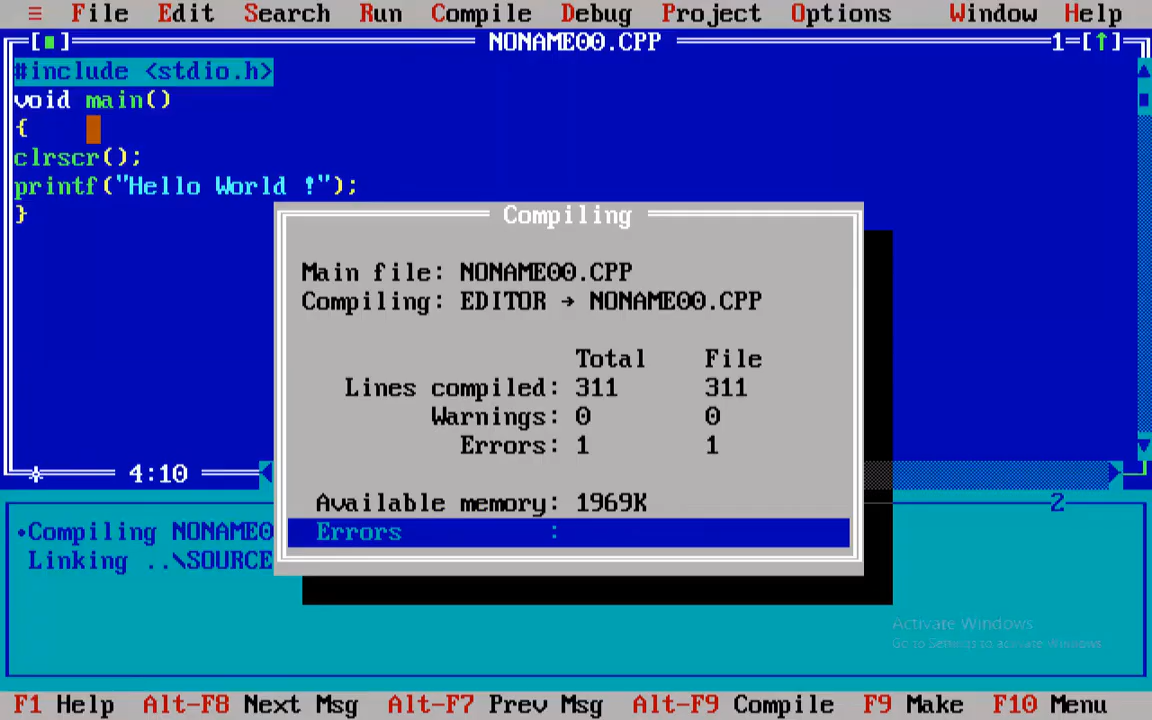 ≡ File Edit Search Run Compile Debug Project Options Window Help
[■] NONAME00.CPP 1=[↑]
#include <stdio.h>
void main()
{
clrscr();
printf("Hello World !");
}
Compiling
Main file: NONAME00.CPP
Compiling: EDITOR → NONAME00.CPP
Total File
Lines compiled: 311 311
Warnings: 0 0
Errors: 1 1
Available memory: 1969K
Errors :
4:10
2
•Compiling NONAME0
Linking ..\SOURCE
Activate Windows
Go to Settings to activate Windows.
F1 Help Alt-F8 Next Msg Alt-F7 Prev Msg Alt-F9 Compile F9 Make F10 Menu